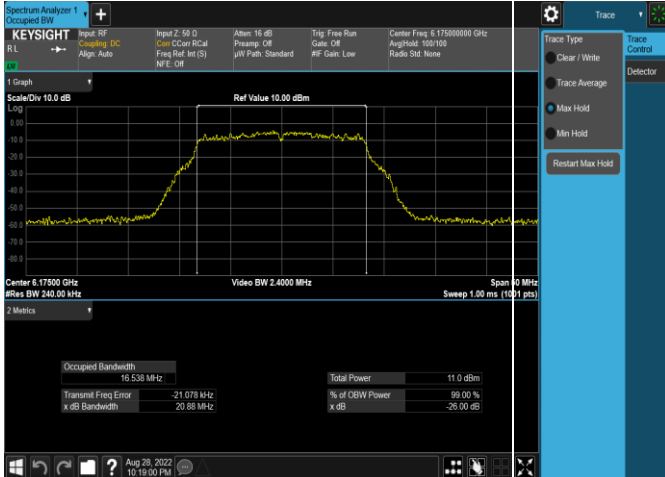 Spectrum Analyzer 1
Occupied BW
KEYSIGHT
R L
LV
Input: RF
Coupling: DC
Align: Auto
Input Z: 50 Ω
Corr CCorr RCal
Freq Ref: Int (S)
NFE: Off
Atten: 16 dB
Preamp: Off
µW Path: Standard
Trig: Free Run
Gate: Off
#IF Gain: Low
Center Freq: 6.175000000 GHz
Avg|Hold: 100/100
Radio Std: None
1 Graph
Scale/Div 10.0 dB
Ref Value 10.00 dBm
Log
0.00
-10.0
-20.0
-30.0
-40.0
-50.0
-60.0
-70.0
-80.0
Center 6.17500 GHz
Video BW 2.4000 MHz
#Res BW 240.00 kHz
Sweep 1.00 ms (1001 pts)
2 Metrics
Occupied Bandwidth
16.538 MHz
Total Power 11.0 dBm
Transmit Freq Error -21.078 kHz
% of OBW Power 99.00 %
x dB Bandwidth 20.88 MHz
x dB -26.00 dB
?
Aug 28, 2022
10:19:00 PM
Trace
Trace Type
Clear / Write
Trace Average
Max Hold
Min Hold
Restart Max Hold
Trace
Control
Detector